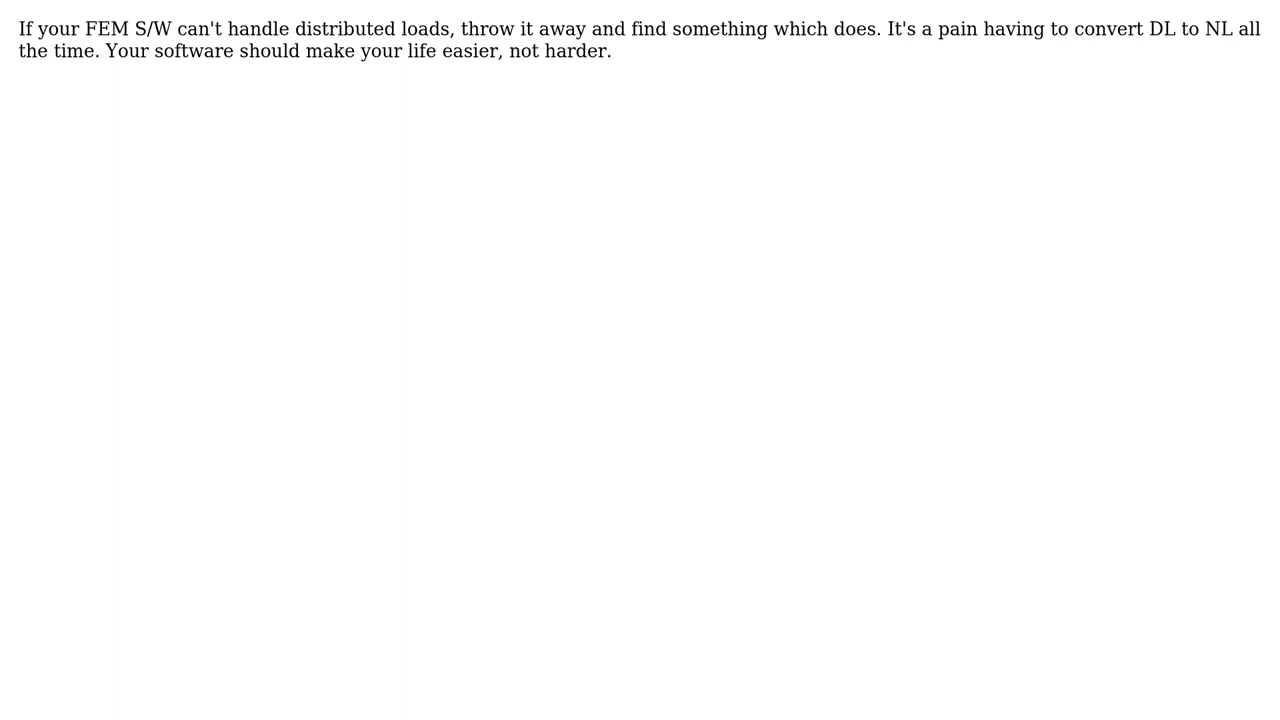 If your FEM S/W can't handle distributed loads, throw it away and find something which does. It's a pain having to convert DL to NL all
the time. Your software should make your life easier, not harder.